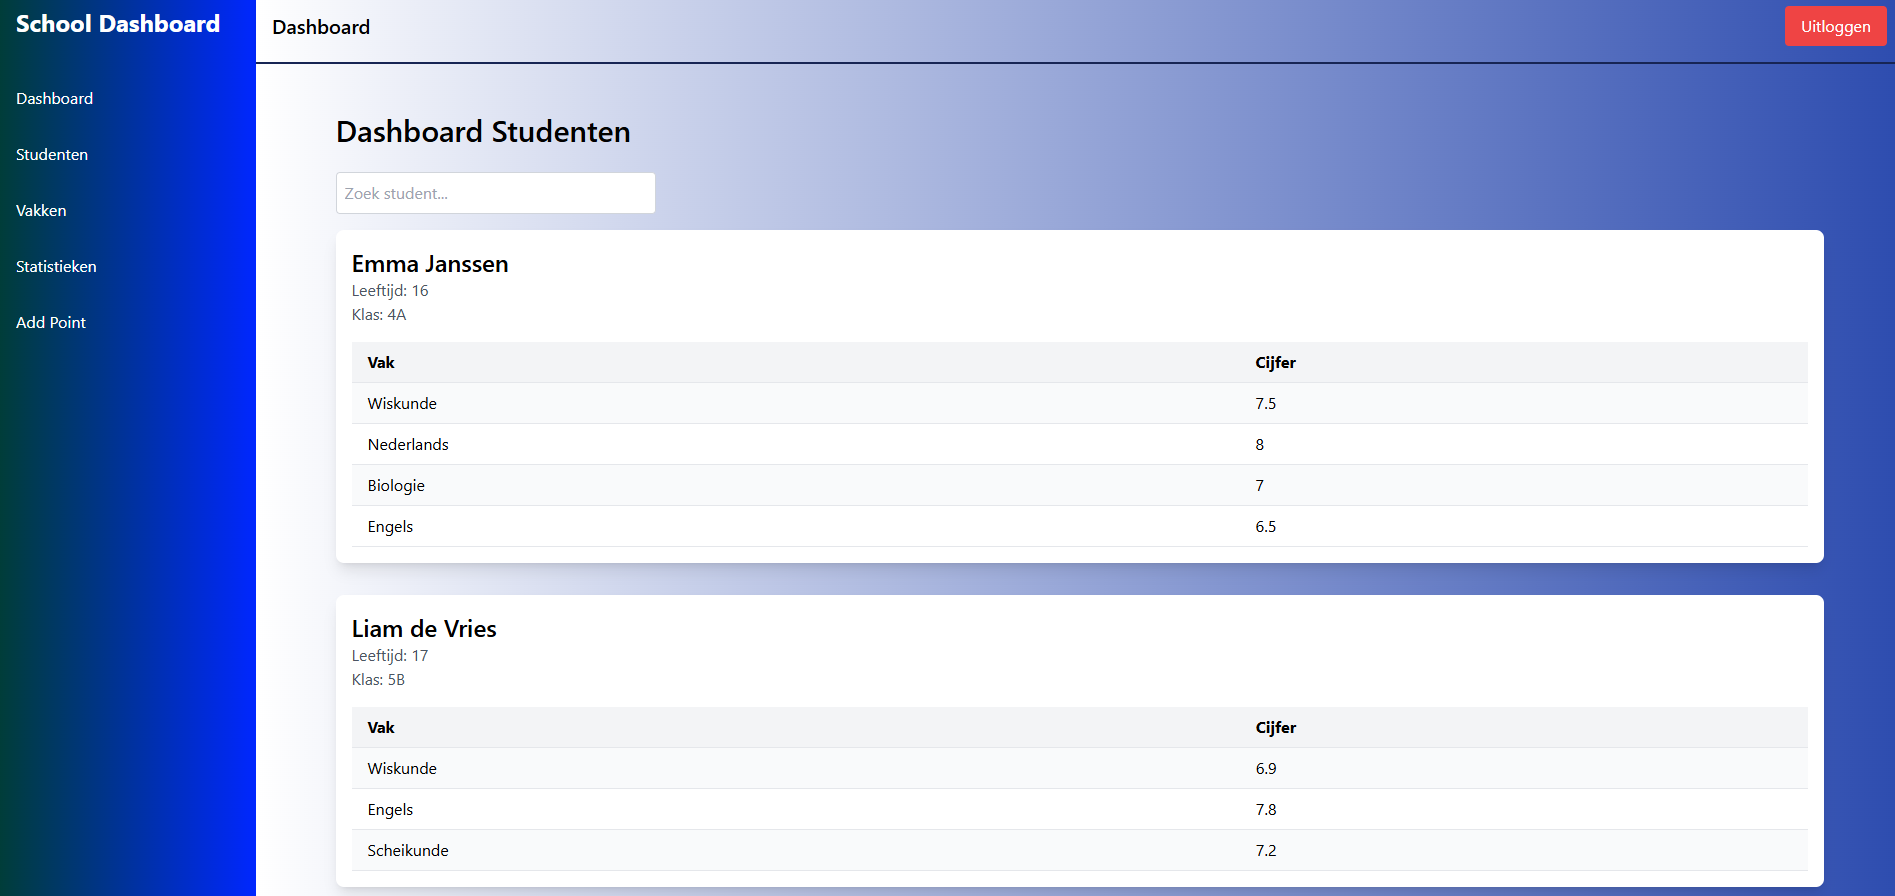 School Dashboard
Dashboard
Studenten
Vakken
Statistieken
Add Point
Dashboard
Uitloggen
Dashboard Studenten
Zoek student...
Emma Janssen
Leeftijd: 16
Klas: 4A
Vak Cijfer
Wiskunde 7.5
Nederlands 8
Biologie 7
Engels 6.5
Liam de Vries
Leeftijd: 17
Klas: 5B
Vak Cijfer
Wiskunde 6.9
Engels 7.8
Scheikunde 7.2